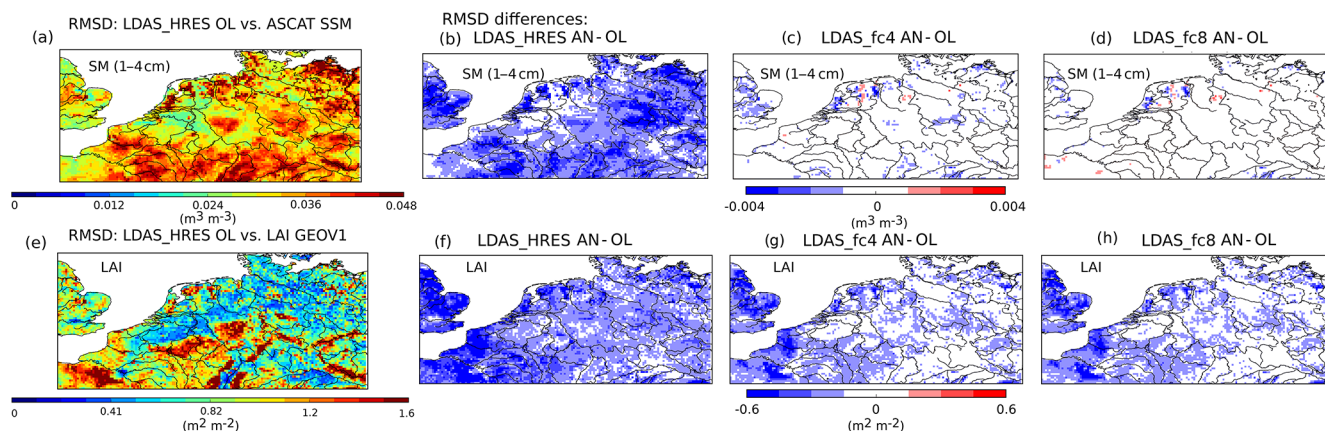 RMSD: LDAS_HRES OL vs. ASCAT SSM
RMSD differences:
(a)
(b) LDAS_HRES AN-OL
(c) LDAS_fc4 AN-OL
(d) LDAS_fc8 AN-OL
SM (1–4 cm)
SM (1–4 cm)
SM (1–4 cm)
SM (1–4 cm)
0 0.012 0.024 0.036 0.048
(m³ m⁻³)
-0.004 0 0.004
(m³ m⁻³)
(e) RMSD: LDAS_HRES OL vs. LAI GEOV1
(f) LDAS_HRES AN-OL
(g) LDAS_fc4 AN-OL
(h) LDAS_fc8 AN-OL
LAI
LAI
LAI
LAI
0 0.41 0.82 1.2 1.6
(m² m⁻²)
-0.6 0 0.6
(m² m⁻²)